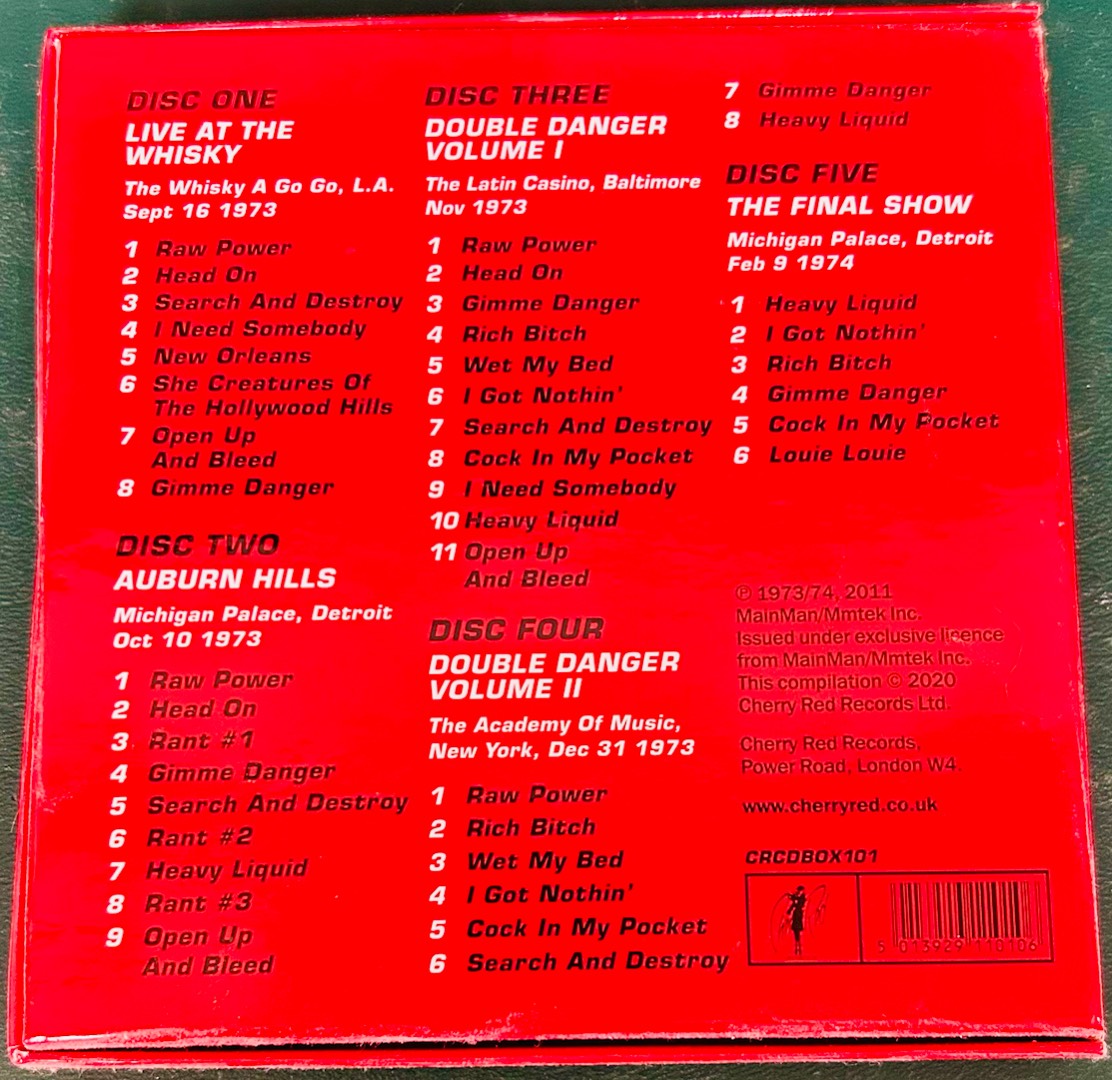 DISC ONE
LIVE AT THE
WHISKY
The Whisky A Go Go, L.A.
Sept 16 1973
1 Raw Power
2 Head On
3 Search And Destroy
4 I Need Somebody
5 New Orleans
6 She Creatures Of
The Hollywood Hills
7 Open Up
And Bleed
8 Gimme Danger
DISC TWO
AUBURN HILLS
Michigan Palace, Detroit
Oct 10 1973
1 Raw Power
2 Head On
3 Rant #1
4 Gimme Danger
5 Search And Destroy
6 Rant #2
7 Heavy Liquid
8 Rant #3
9 Open Up
And Bleed
DISC THREE
DOUBLE DANGER
VOLUME I
The Latin Casino, Baltimore
Nov 1973
1 Raw Power
2 Head On
3 Gimme Danger
4 Rich Bitch
5 Wet My Bed
6 I Got Nothin'
7 Search And Destroy
8 Cock In My Pocket
9 I Need Somebody
10 Heavy Liquid
11 Open Up
And Bleed
DISC FOUR
DOUBLE DANGER
VOLUME II
The Academy Of Music,
New York, Dec 31 1973
1 Raw Power
2 Rich Bitch
3 Wet My Bed
4 I Got Nothin'
5 Cock In My Pocket
6 Search And Destroy
7 Gimme Danger
8 Heavy Liquid
DISC FIVE
THE FINAL SHOW
Michigan Palace, Detroit
Feb 9 1974
1 Heavy Liquid
2 I Got Nothin'
3 Rich Bitch
4 Gimme Danger
5 Cock In My Pocket
6 Louie Louie
℗ 1973/74, 2011
MainMan/Mmtek Inc.
Issued under exclusive licence
from MainMan/Mmtek Inc.
This compilation © 2020
Cherry Red Records Ltd.
Cherry Red Records,
Power Road, London W4.
www.cherryred.co.uk
CRCDBOX101
5 013929 110106